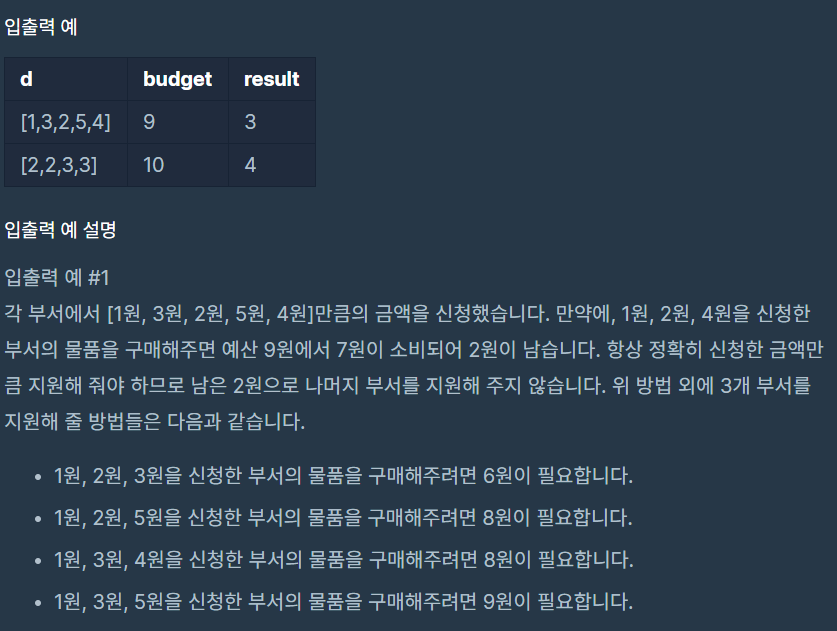 입출력 예
d budget result
[1,3,2,5,4] 9 3
[2,2,3,3] 10 4
입출력 예 설명
입출력 예 #1
각 부서에서 [1원, 3원, 2원, 5원, 4원]만큼의 금액을 신청했습니다. 만약에, 1원, 2원, 4원을 신청한
부서의 물품을 구매해주면 예산 9원에서 7원이 소비되어 2원이 남습니다. 항상 정확히 신청한 금액만
큼 지원해 줘야 하므로 남은 2원으로 나머지 부서를 지원해 주지 않습니다. 위 방법 외에 3개 부서를
지원해 줄 방법들은 다음과 같습니다.
• 1원, 2원, 3원을 신청한 부서의 물품을 구매해주려면 6원이 필요합니다.
• 1원, 2원, 5원을 신청한 부서의 물품을 구매해주려면 8원이 필요합니다.
• 1원, 3원, 4원을 신청한 부서의 물품을 구매해주려면 8원이 필요합니다.
• 1원, 3원, 5원을 신청한 부서의 물품을 구매해주려면 9원이 필요합니다.